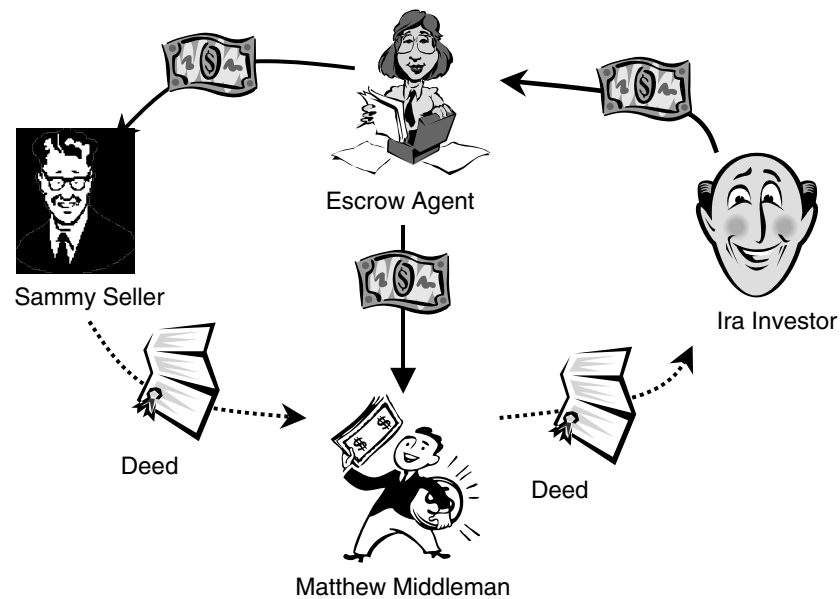 $
$
Escrow Agent
Sammy Seller
$
Ira Investor
$
$
Deed
Deed
Matthew Middleman